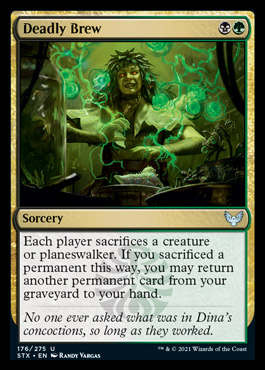 Deadly Brew
Sorcery
Each player sacrifices a creature
or planeswalker. If you sacrificed a
permanent this way, you may return
another permanent card from your
graveyard to your hand.
No one ever asked what was in Dina's
concoctions, so long as they worked.
176/275 U
STX • EN RANDY VARGAS
™ & © 2021 Wizards of the Coast